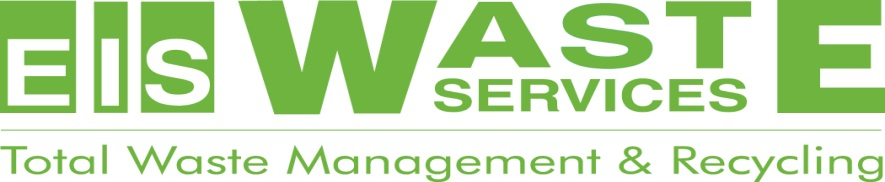 EIS WASTE
SERVICES
Total Waste Management & Recycling